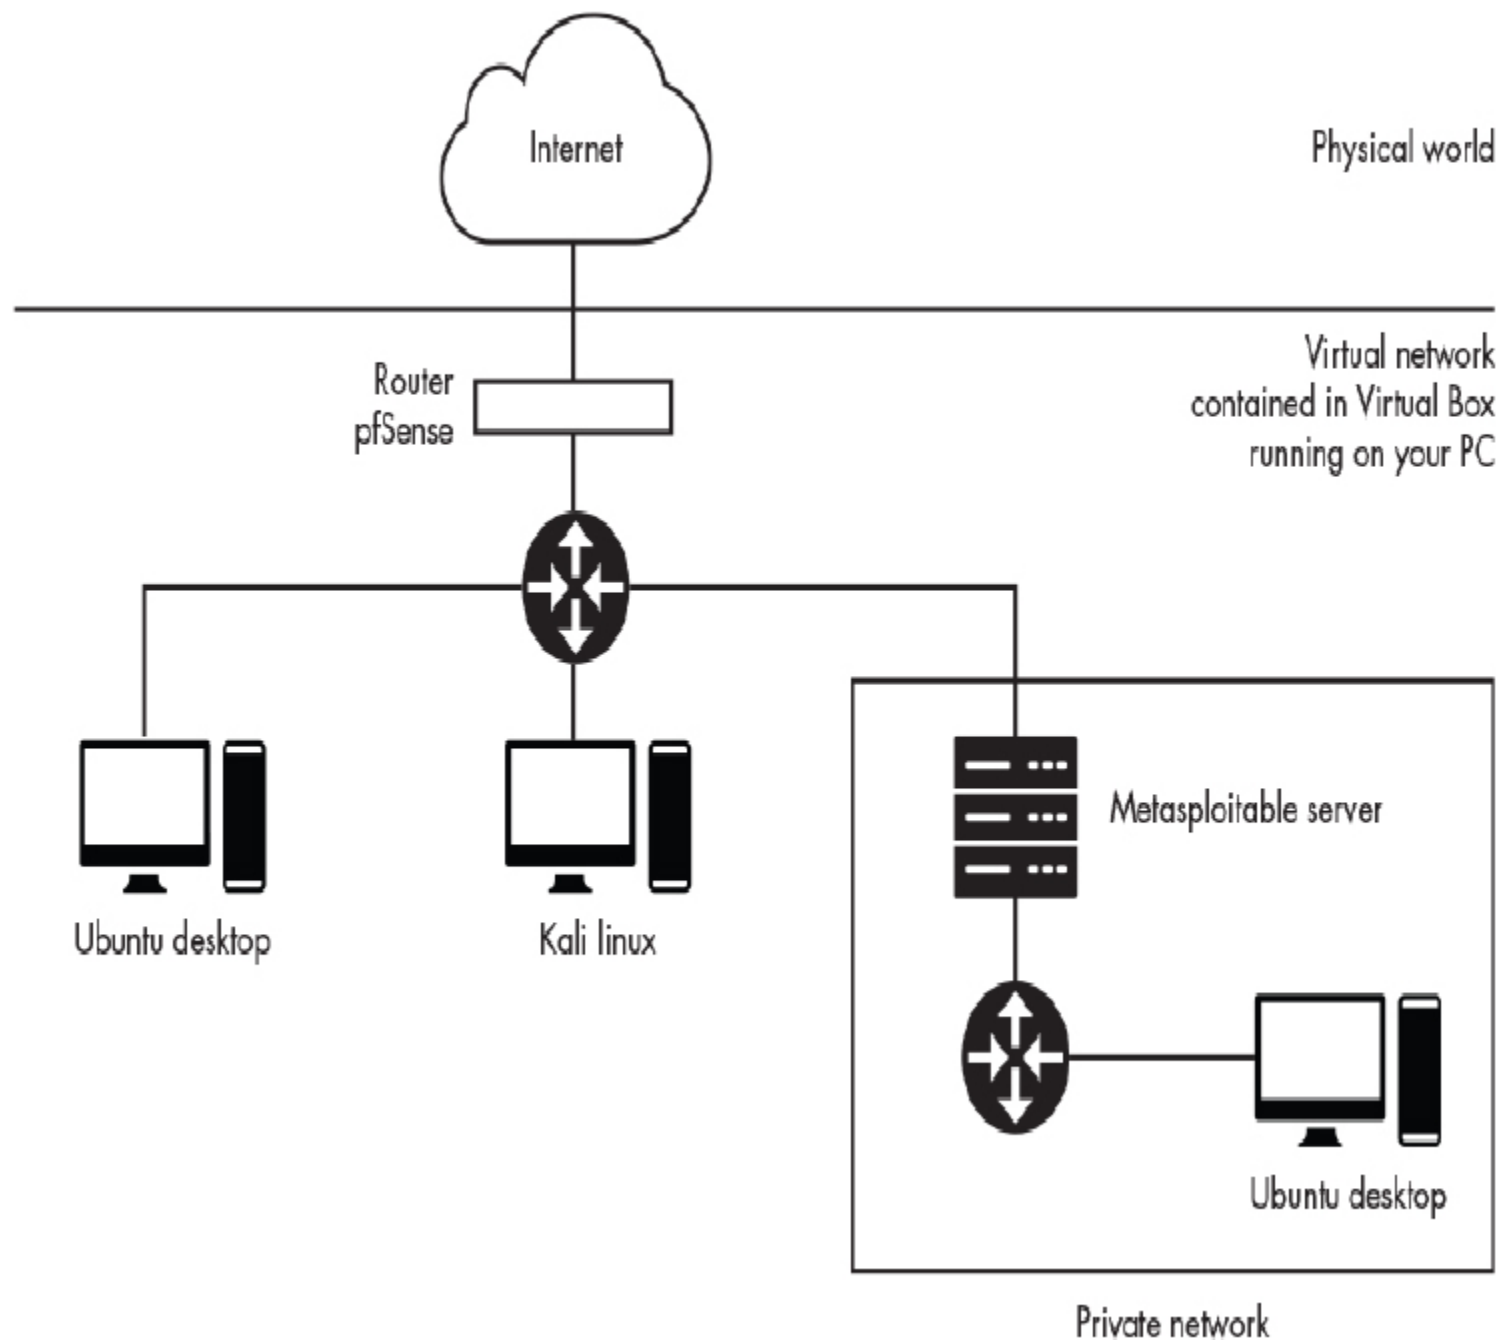 Internet
Physical world
Virtual network
contained in Virtual Box
running on your PC
Router
pfSense
Ubuntu desktop
Kali linux
Metasploitable server
Ubuntu desktop
Private network